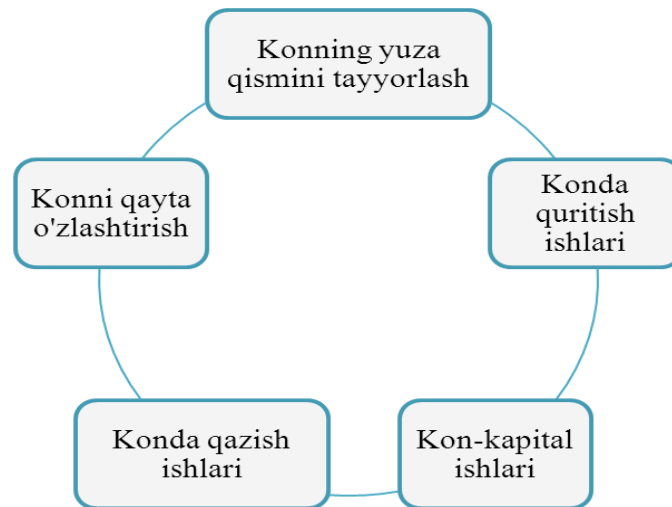 Konning yuza
qismini tayyorlash
Konda
quritish
ishlari
Kon-kapital
ishlari
Konda qazish
ishlari
Konni qayta
o'zlashtirish